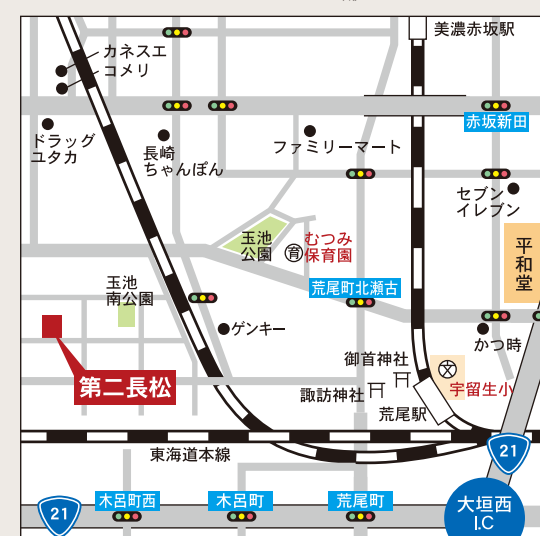 美濃赤坂駅
カネスエ
コメリ
赤坂新田
ドラッグ
ユタカ
長崎
ちゃんぽん
ファミリーマート
セブン
イレブン
玉池
公園
育
むつみ
保育園
平和堂
玉池
南公園
荒尾町北瀬古
ゲンキー
かつ時
御首神社
文
第二長松
諏訪神社
宇留生小
荒尾駅
東海道本線
21
木呂町西
木呂町
荒尾町
21
大垣西
I.C